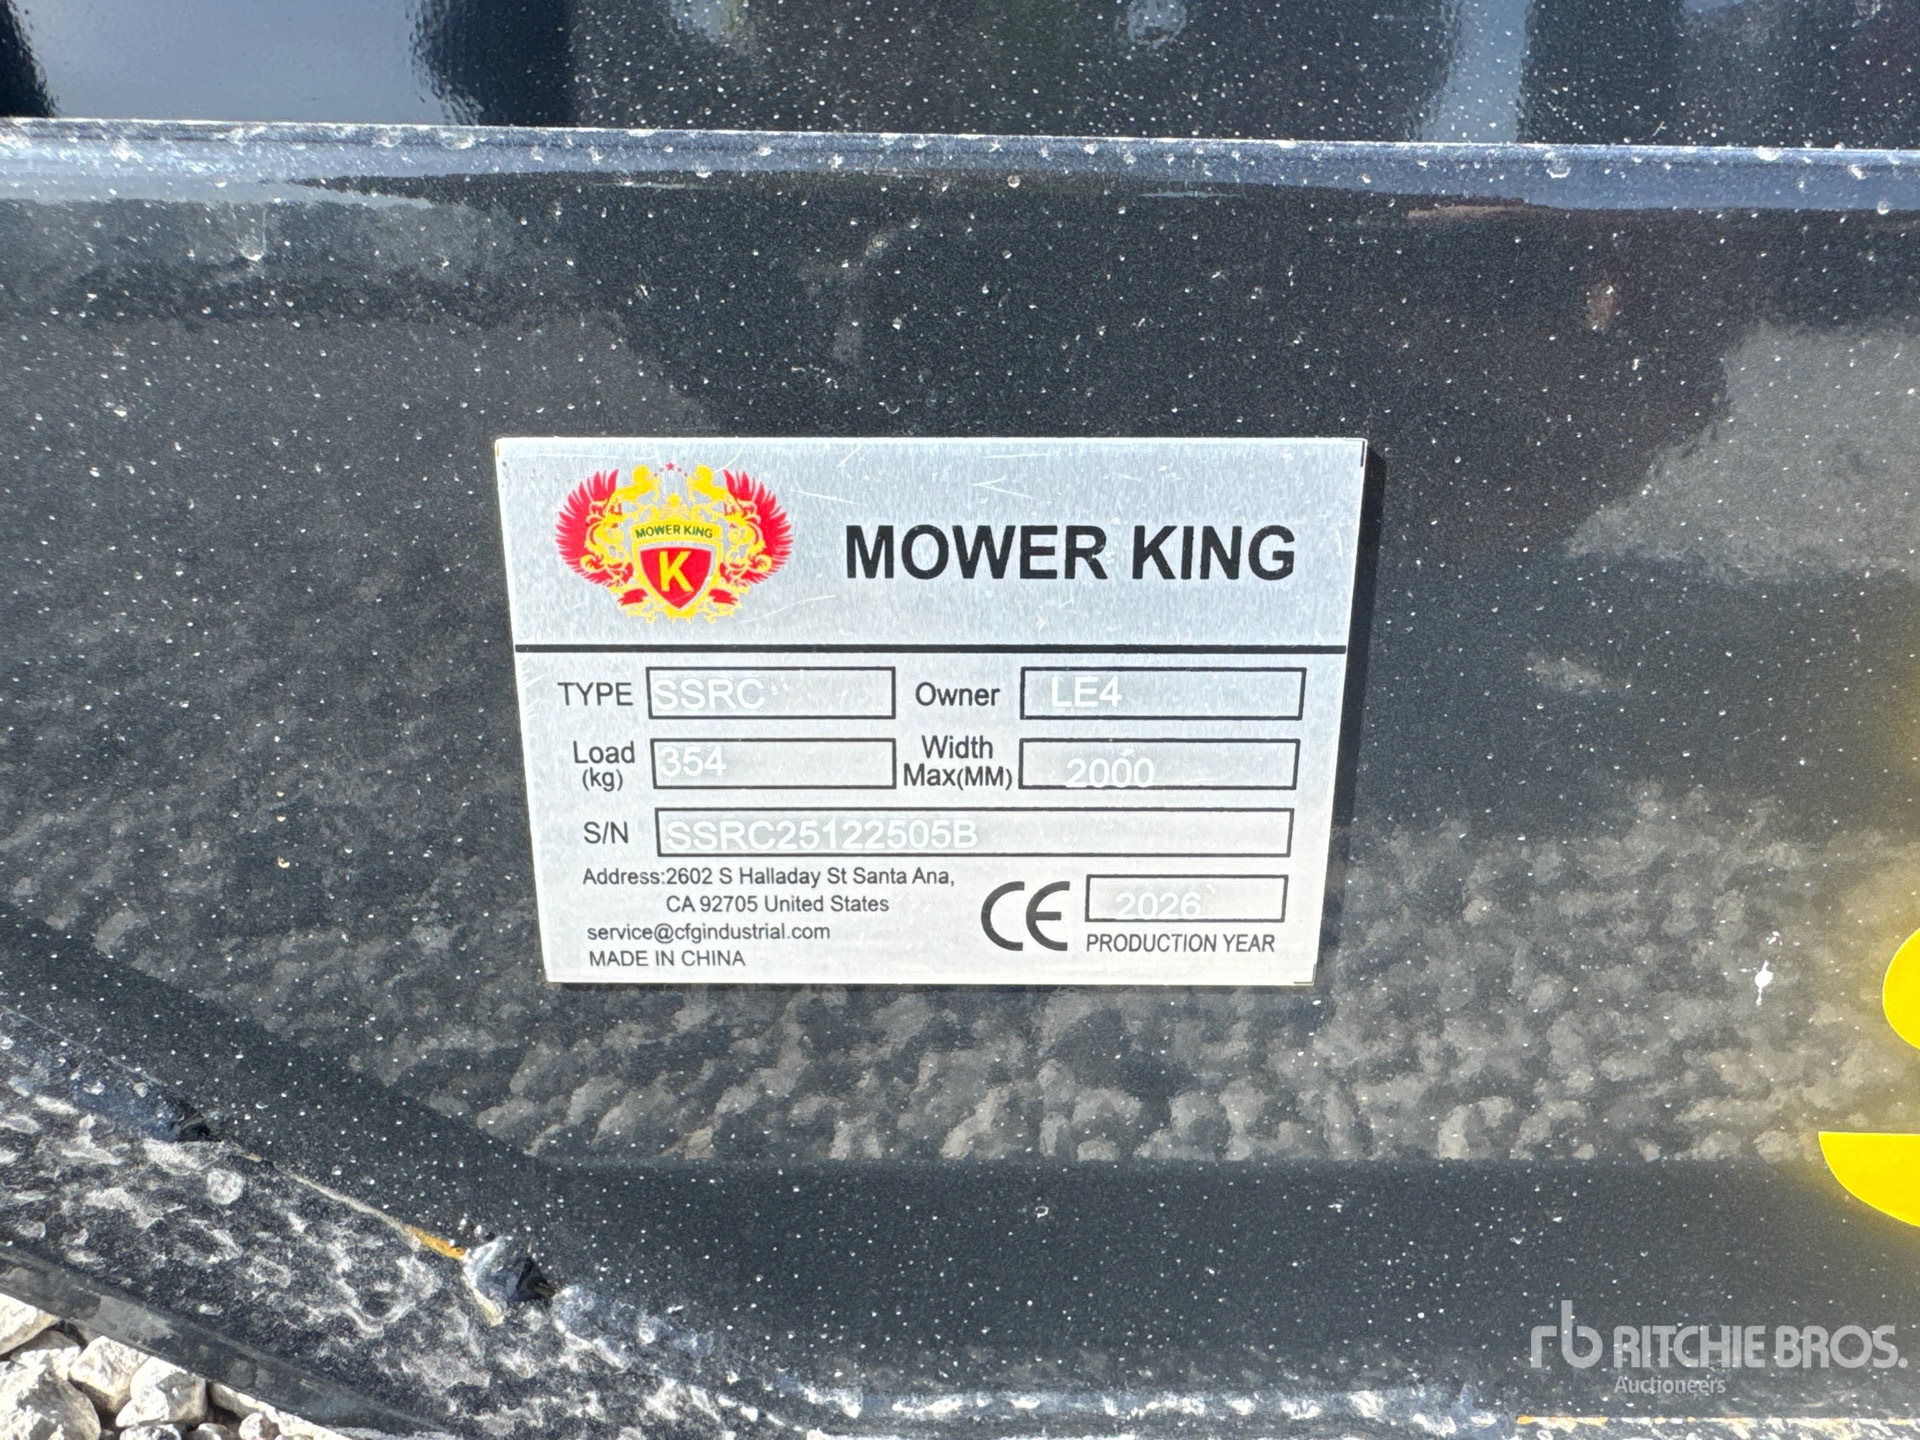 MOWER KING
K
MOWER KING
TYPE SSRC Owner LE4
Load (kg) 354 Width Max(MM) 2000
S/N SSRC25122505B
Address:2602 S Halladay St Santa Ana,
CA 92705 United States
service@cfgindustrial.com
MADE IN CHINA
CE 2026
PRODUCTION YEAR
rb RITCHIE BROS.
Auctioneers